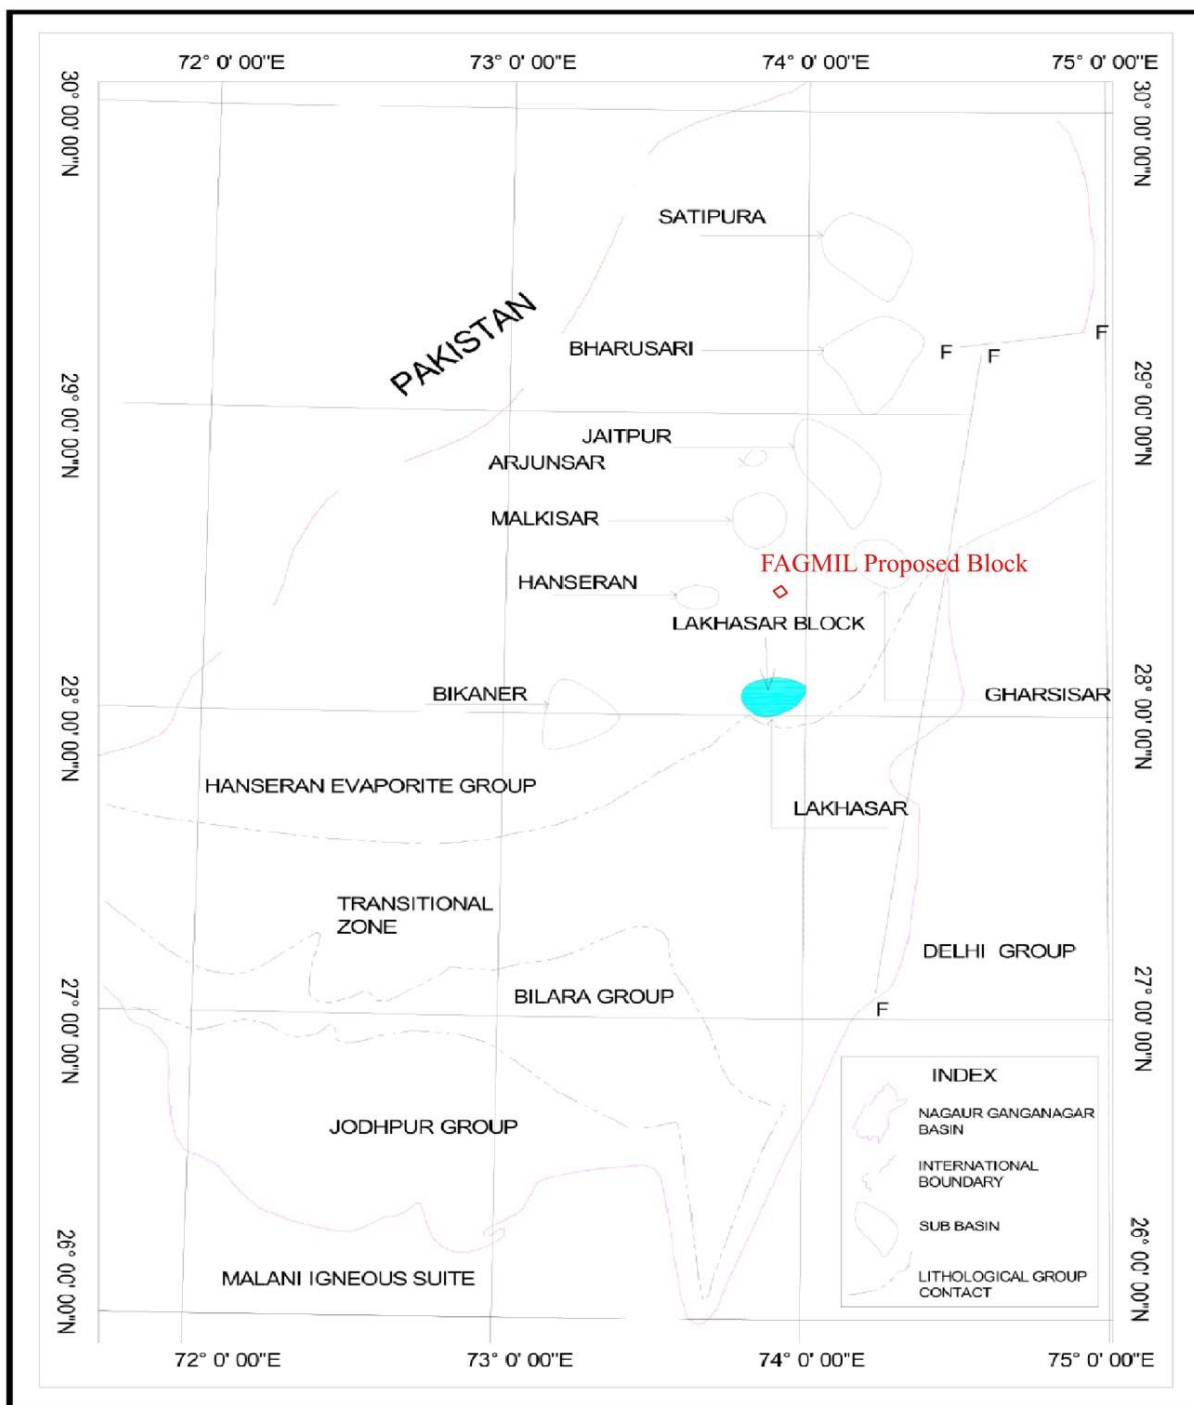 72° 0' 00"E
73° 0' 00"E
74° 0' 00"E
75° 0' 00"E
30° 00' 00"N
30° 00' 00"N
SATIPURA
PAKISTAN
BHARUSARI
F
F
F
29° 00' 00"N
29° 00' 00"N
JAITPUR
ARJUNSAR
MALKISAR
FAGMIL Proposed Block
HANSERAN
LAKHASAR BLOCK
BIKANER
GHARSISAR
28° 00' 00"N
28° 00' 00"N
HANSERAN EVAPORITE GROUP
LAKHASAR
TRANSITIONAL
ZONE
DELHI GROUP
BILARA GROUP
F
27° 00' 00"N
27° 00' 00"N
JODHPUR GROUP
MALANI IGNEOUS SUITE
INDEX
NAGAUR GANGANAGAR
BASIN
INTERNATIONAL
BOUNDARY
SUB BASIN
LITHOLOGICAL GROUP
CONTACT
26° 00' 00"N
26° 00' 00"N
72° 0' 00"E
73° 0' 00"E
74° 0' 00"E
75° 0' 00"E